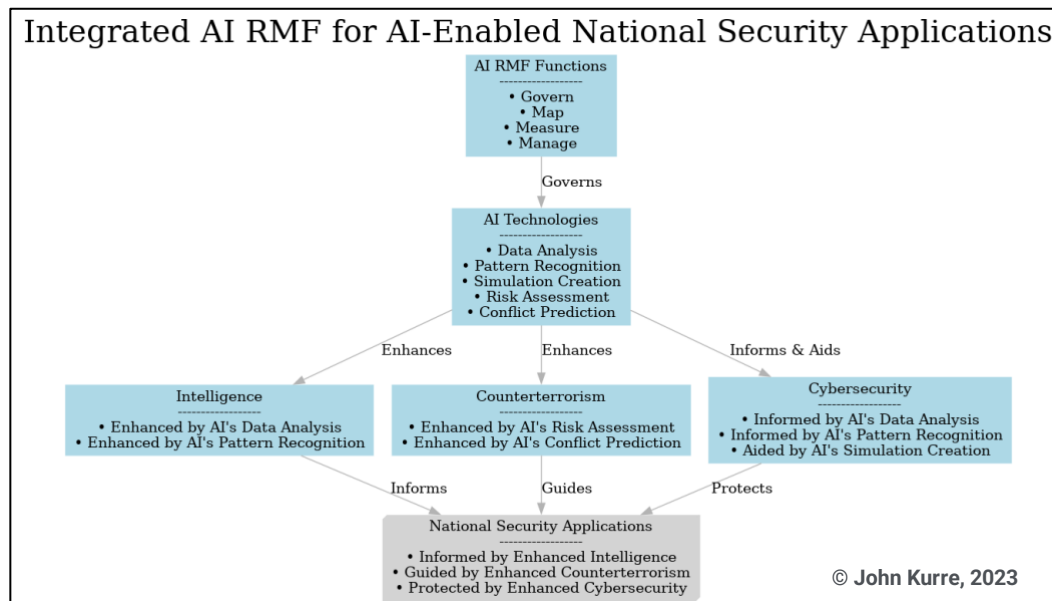 Integrated AI RMF for AI-Enabled National Security Applications
AI RMF Functions
------------------
• Govern
• Map
• Measure
• Manage
Governs
AI Technologies
------------------
• Data Analysis
• Pattern Recognition
• Simulation Creation
• Risk Assessment
• Conflict Prediction
Enhances
Enhances
Informs & Aids
Intelligence
------------------
• Enhanced by AI's Data Analysis
• Enhanced by AI's Pattern Recognition
Counterterrorism
------------------
• Enhanced by AI's Risk Assessment
• Enhanced by AI's Conflict Prediction
Cybersecurity
------------------
• Informed by AI's Data Analysis
• Informed by AI's Pattern Recognition
• Aided by AI's Simulation Creation
Informs
Guides
Protects
National Security Applications
------------------
• Informed by Enhanced Intelligence
• Guided by Enhanced Counterterrorism
• Protected by Enhanced Cybersecurity
© John Kurre, 2023